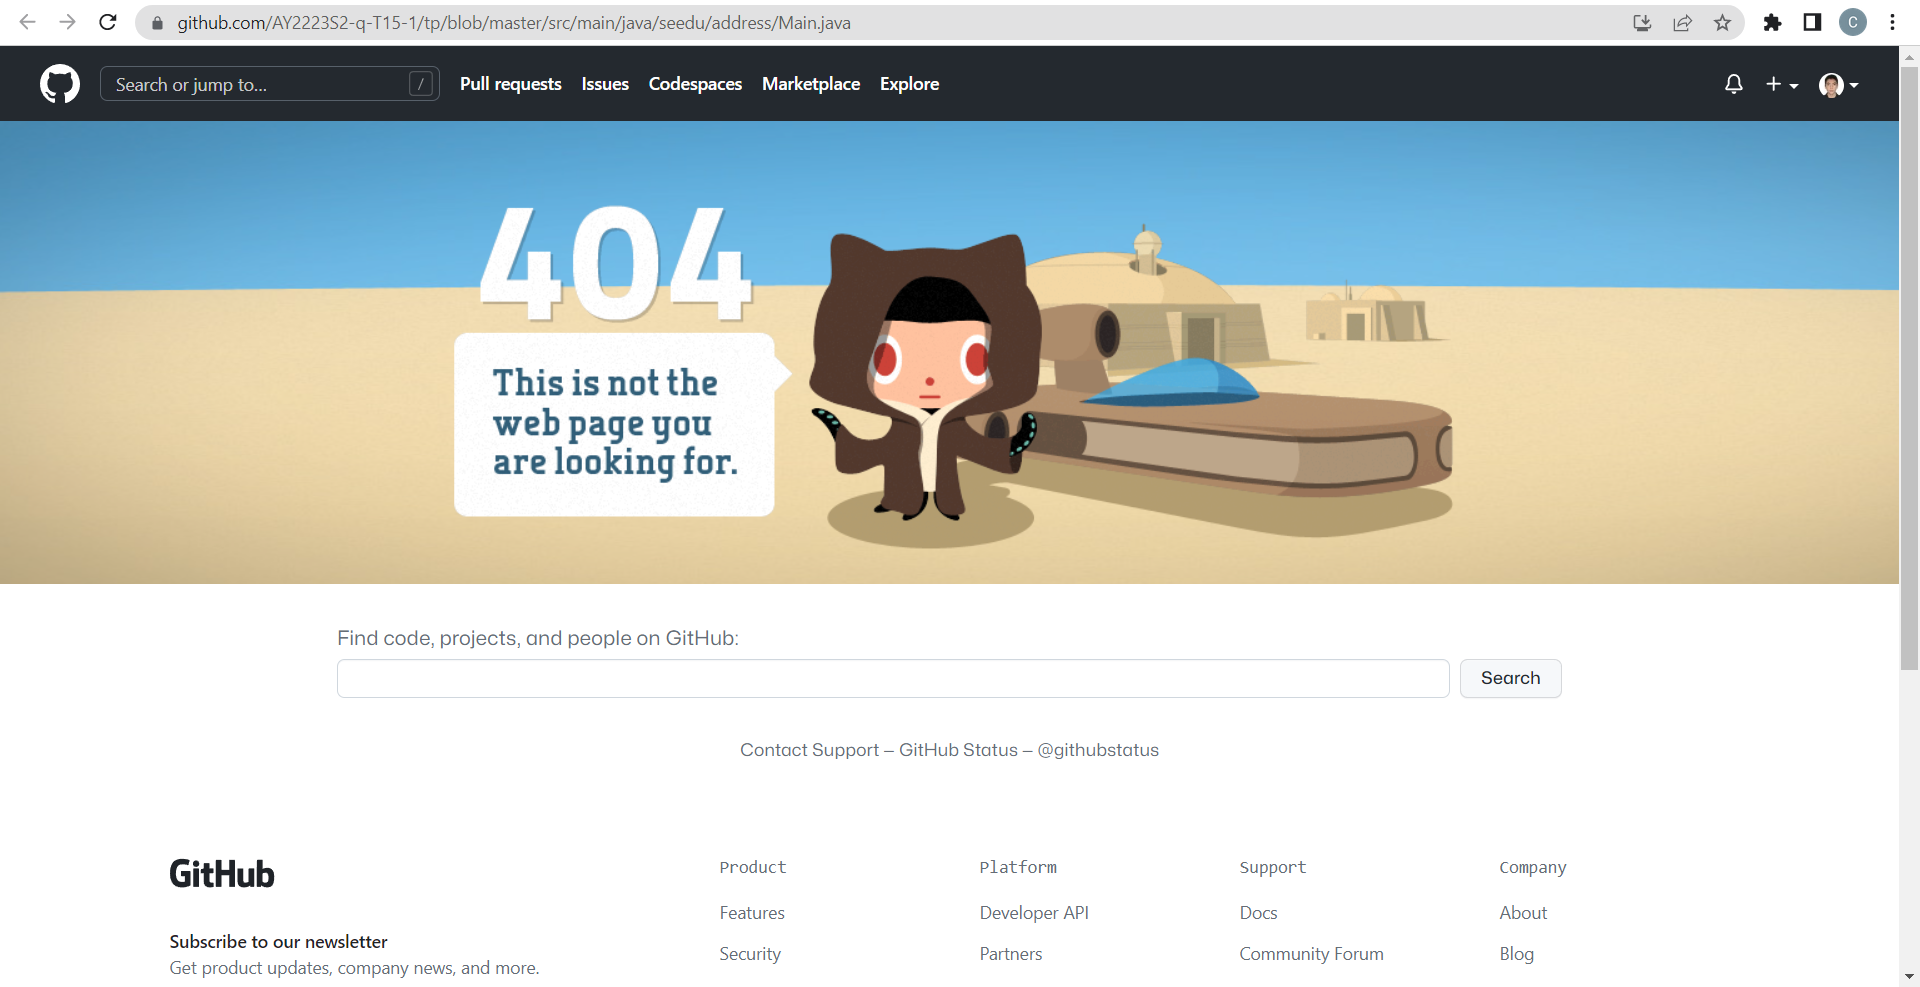 github.com/AY2223S2-q-T15-1/tp/blob/master/src/main/java/seedu/address/Main.java
C
Search or jump to...
/
Pull requests
Issues
Codespaces
Marketplace
Explore
404
This is not the
web page you
are looking for.
Find code, projects, and people on GitHub:
Search
Contact Support — GitHub Status — @githubstatus
GitHub
Subscribe to our newsletter
Get product updates, company news, and more.
Product
Features
Security
Platform
Developer API
Partners
Support
Docs
Community Forum
Company
About
Blog